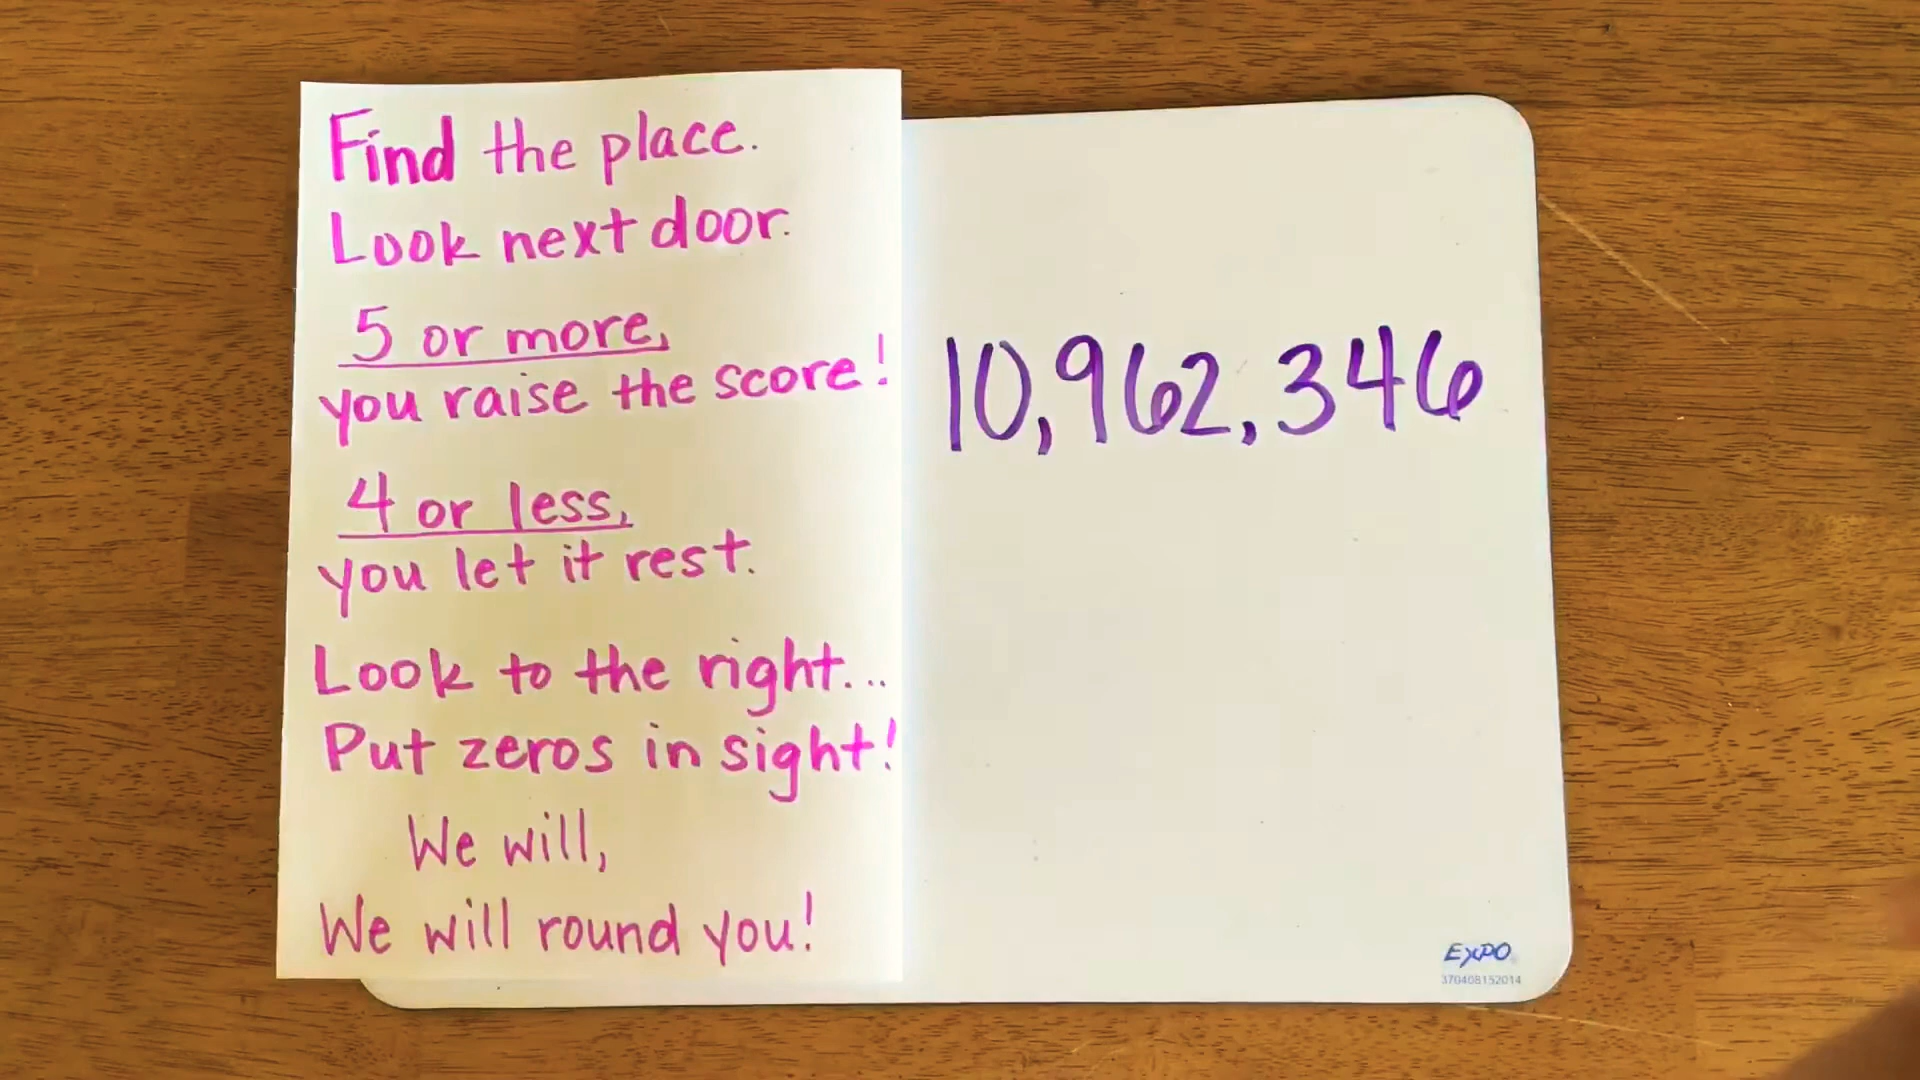 Find the place.
Look next door.
5 or more,
you raise the score!
4 or less,
you let it rest.
Look to the right...
Put zeros in sight!
We will,
We will round you!
10,962,346
EXPO
370408152014